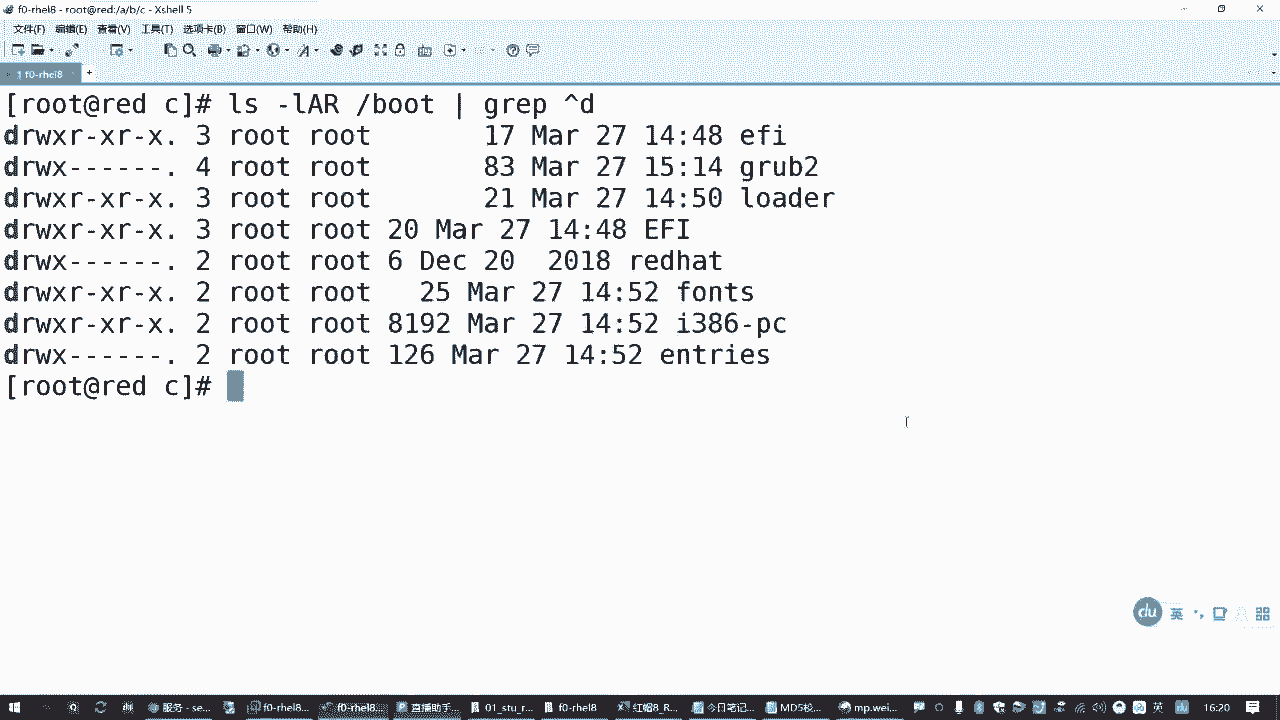 f0-rhel8 - root@red:/a/b/c - Xshell 5
文件(F) 编辑(E) 查看(V) 工具(T) 选项卡(B) 窗口(W) 帮助(H)
1 f0-rhel8 +
[root@red c]# ls -lAR /boot | grep ^d
drwxr-xr-x. 3 root root       17 Mar 27 14:48 efi
drwx------. 4 root root       83 Mar 27 15:14 grub2
drwxr-xr-x. 3 root root       21 Mar 27 14:50 loader
drwxr-xr-x. 3 root root 20 Mar 27 14:48 EFI
drwx------. 2 root root 6 Dec 20  2018 redhat
drwxr-xr-x. 2 root root   25 Mar 27 14:52 fonts
drwxr-xr-x. 2 root root 8192 Mar 27 14:52 i386-pc
drwx------. 2 root root 126 Mar 27 14:52 entries
[root@red c]#
du 英
服务 - se... f0-rhel8... f0-rhel8... 直播助手... 01_stu_r... f0-rhel8 红帽8_R... 今日笔记... MD5校... mp.wei... 英 du 16:20